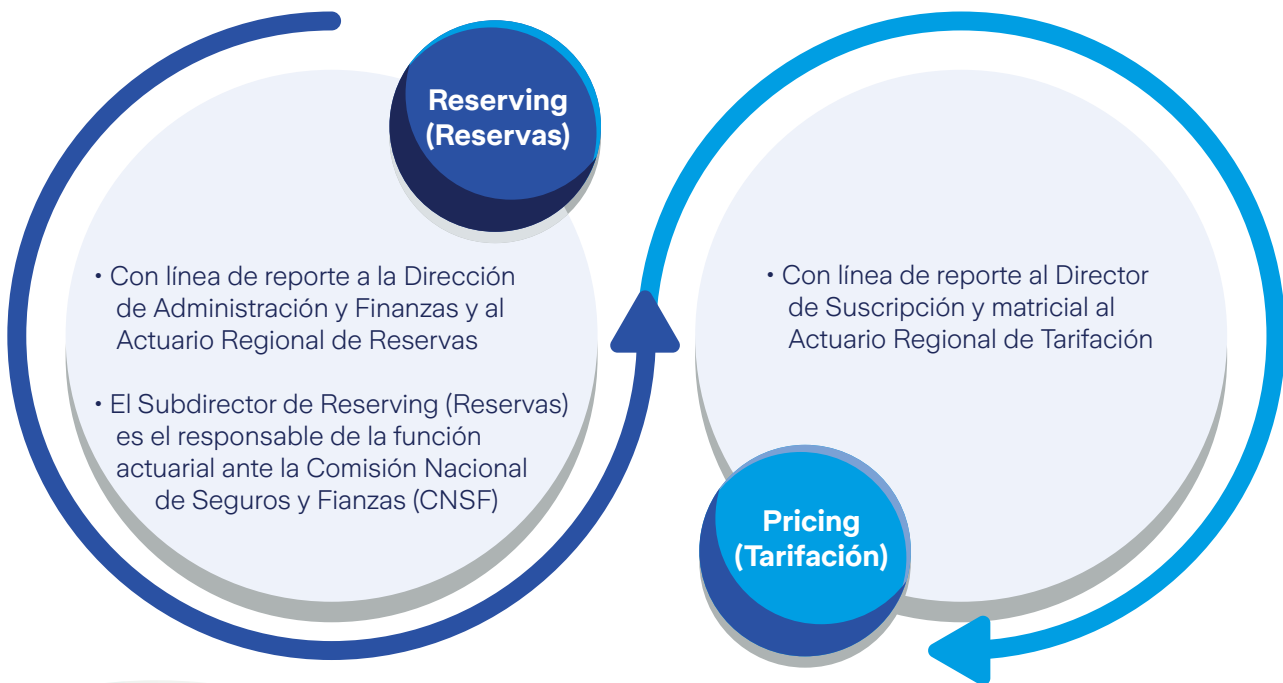 Reserving
(Reservas)
• Con línea de reporte a la Dirección
de Administración y Finanzas y al
Actuario Regional de Reservas
• El Subdirector de Reserving (Reservas)
es el responsable de la función
actuarial ante la Comisión Nacional
de Seguros y Fianzas (CNSF)
• Con línea de reporte al Director
de Suscripción y matricial al
Actuario Regional de Tarifación
Pricing
(Tarifación)